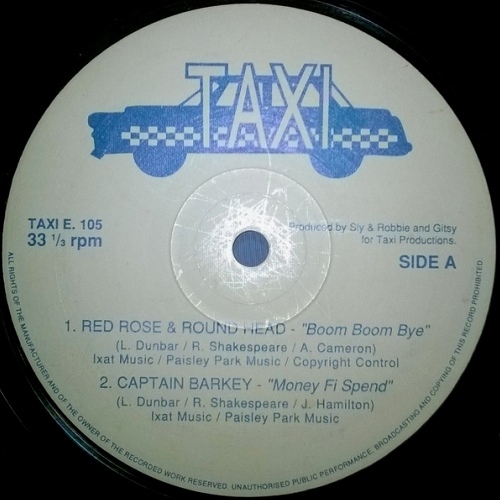 TAXI
TAXI E. 105
33 1/3 rpm
Produced by Sly & Robbie and Gitsy
for Taxi Productions.
SIDE A
1. RED ROSE & ROUND HEAD - "Boom Boom Bye"
(L. Dunbar / R. Shakespeare / A. Cameron)
Ixat Music / Paisley Park Music / Copyright Control
2. CAPTAIN BARKEY - "Money Fi Spend"
(L. Dunbar / R. Shakespeare / J. Hamilton)
Ixat Music / Paisley Park Music
ALL RIGHTS OF THE MANUFACTURER AND OF THE OWNER OF THE RECORDED WORK RESERVED. UNAUTHORISED PUBLIC PERFORMANCE, BROADCASTING AND COPYING OF THIS RECORD PROHIBITED.